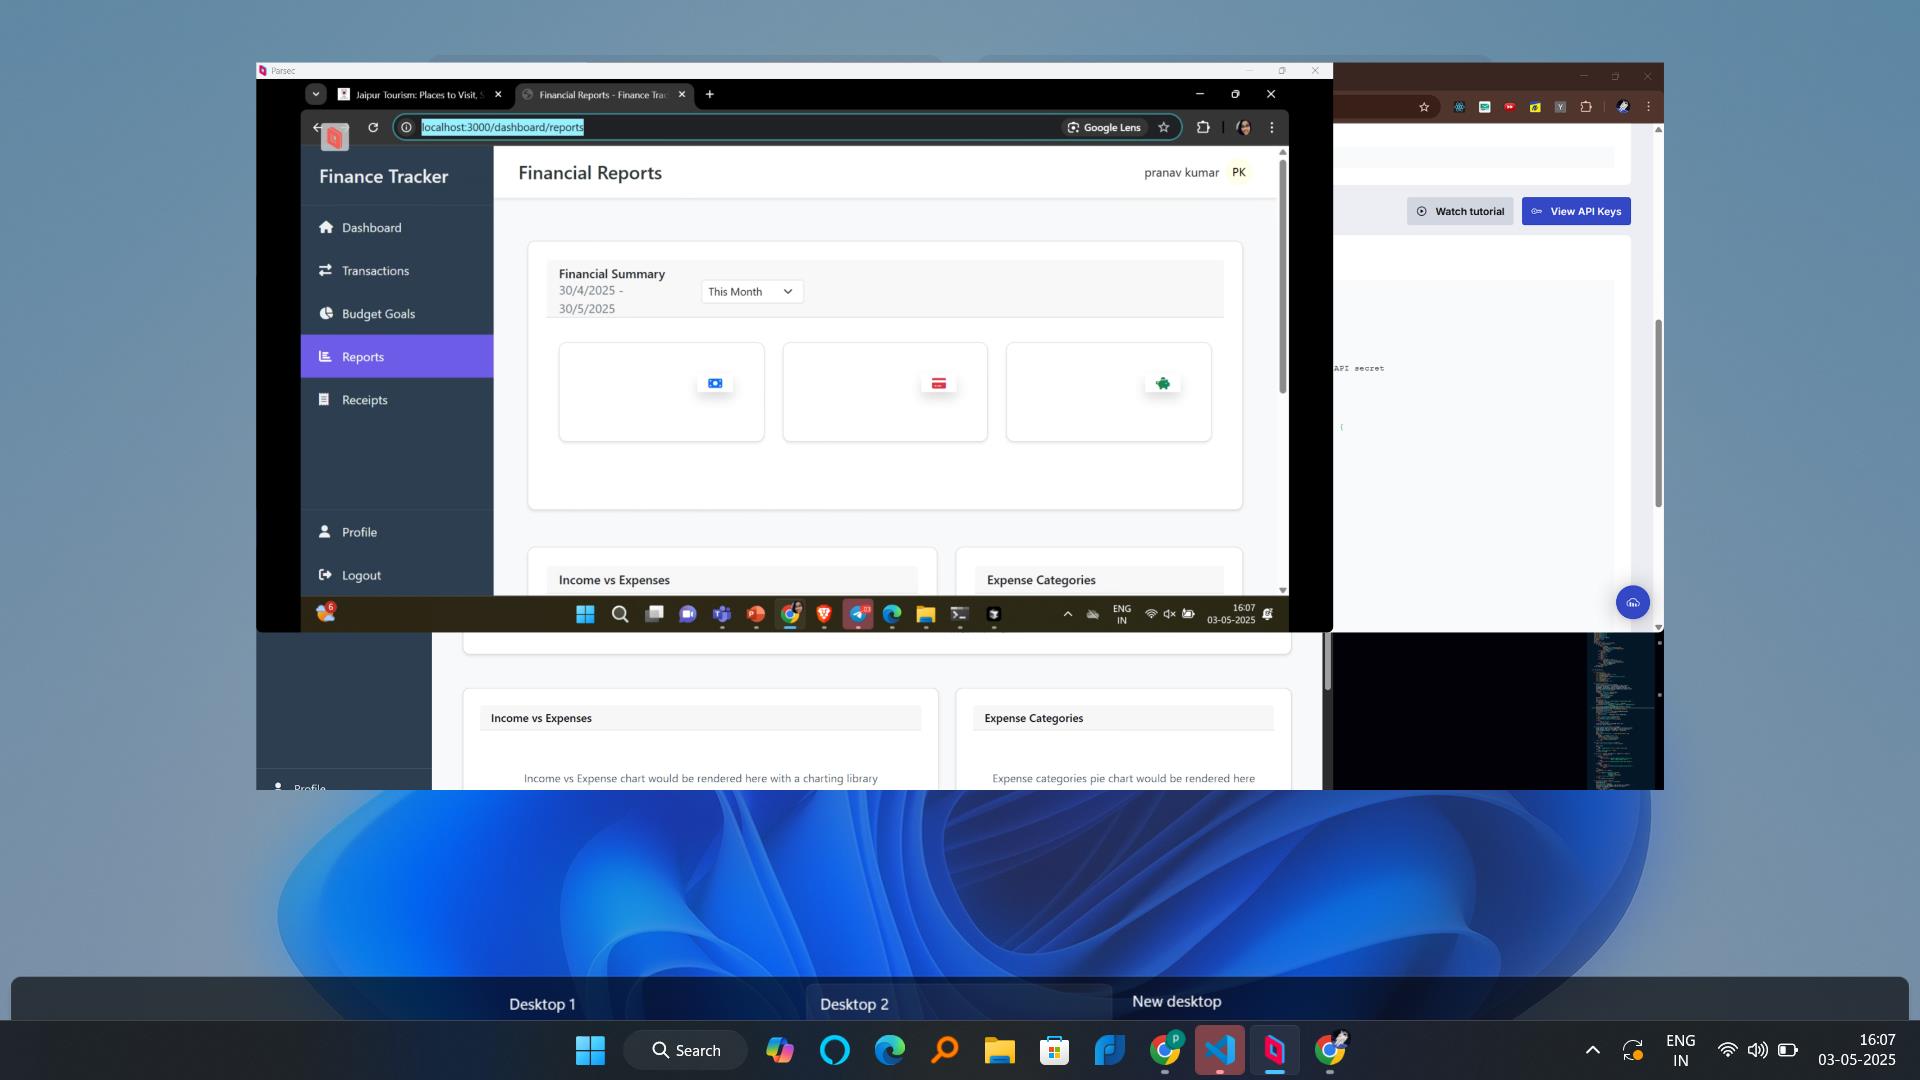 Parsec
Jaipur Tourism: Places to Visit, S
Financial Reports - Finance Trac
localhost:3000/dashboard/reports
Google Lens
Finance Tracker
Financial Reports
pranav kumar
PK
Dashboard
Transactions
Budget Goals
Reports
Receipts
Profile
Logout
Financial Summary
30/4/2025 -
30/5/2025
This Month
Income vs Expenses
Expense Categories
6
03
ENG
IN
16:07
03-05-2025
Watch tutorial
View API Keys
API secret
{
Income vs Expenses
Expense Categories
Income vs Expense chart would be rendered here with a charting library
Expense categories pie chart would be rendered here
Profile
Desktop 1
Desktop 2
New desktop
Search
P
ENG
IN
16:07
03-05-2025